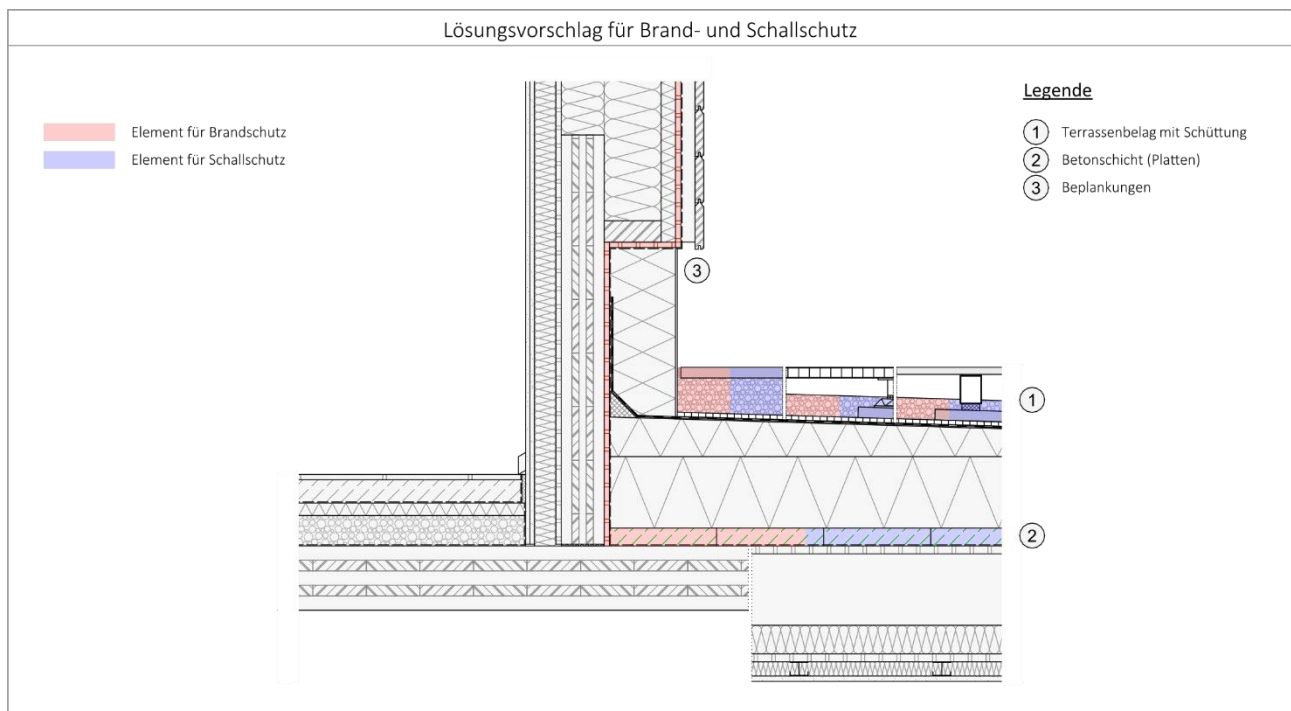 Lösungsvorschlag für Brand- und Schallschutz
Element für Brandschutz
Element für Schallschutz
Legende
1 Terrassenbelag mit Schüttung
2 Betonschicht (Platten)
3 Beplankungen
3
1
2